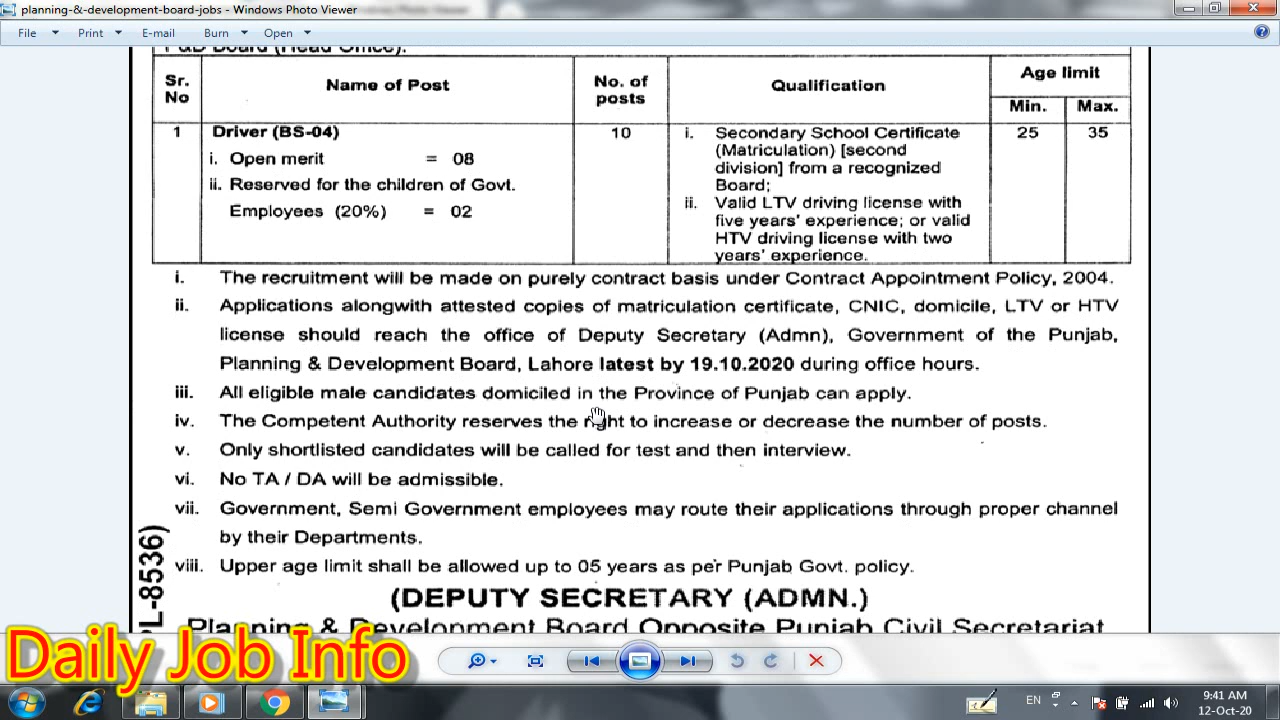 planning-&-development-board-jobs - Windows Photo Viewer
File Print E-mail Burn Open
P&D Board (Head Office).
Sr. No Name of Post No. of posts Qualification Age limit
Min. Max.
1 Driver (BS-04) 10 i. Secondary School Certificate 25 35
(Matriculation) [second
i. Open merit = 08
division] from a recognized
ii. Reserved for the children of Govt.
Board;
Employees (20%) = 02
ii. Valid LTV driving license with
five years' experience; or valid
HTV driving license with two
years' experience.
i. The recruitment will be made on purely contract basis under Contract Appointment Policy, 2004.
ii. Applications alongwith attested copies of matriculation certificate, CNIC, domicile, LTV or HTV
license should reach the office of Deputy Secretary (Admn), Government of the Punjab,
Planning & Development Board, Lahore latest by 19.10.2020 during office hours.
iii. All eligible male candidates domiciled in the Province of Punjab can apply.
iv. The Competent Authority reserves the right to increase or decrease the number of posts.
v. Only shortlisted candidates will be called for test and then interview.
vi. No TA / DA will be admissible.
vii. Government, Semi Government employees may route their applications through proper channel
by their Departments.
viii. Upper age limit shall be allowed up to 05 years as per Punjab Govt. policy.
(DEPUTY SECRETARY (ADMN.)
Planning & Development Board Opposite Punjab Civil Secretariat
PL-8536)
Daily Job Info
EN
9:41 AM
12-Oct-20